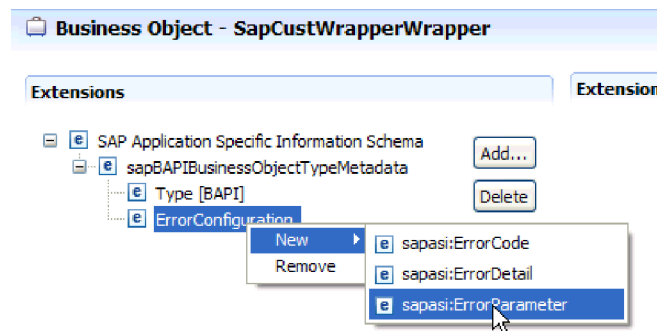 Business Object - SapCustWrapperWrapper
Extensions
Extension
SAP Application Specific Information Schema
sapBAPIBusinessObjectTypeMetadata
Type [BAPI]
ErrorConfiguration
Add...
Delete
New
Remove
sapasi:ErrorCode
sapasi:ErrorDetail
sapasi:ErrorParameter